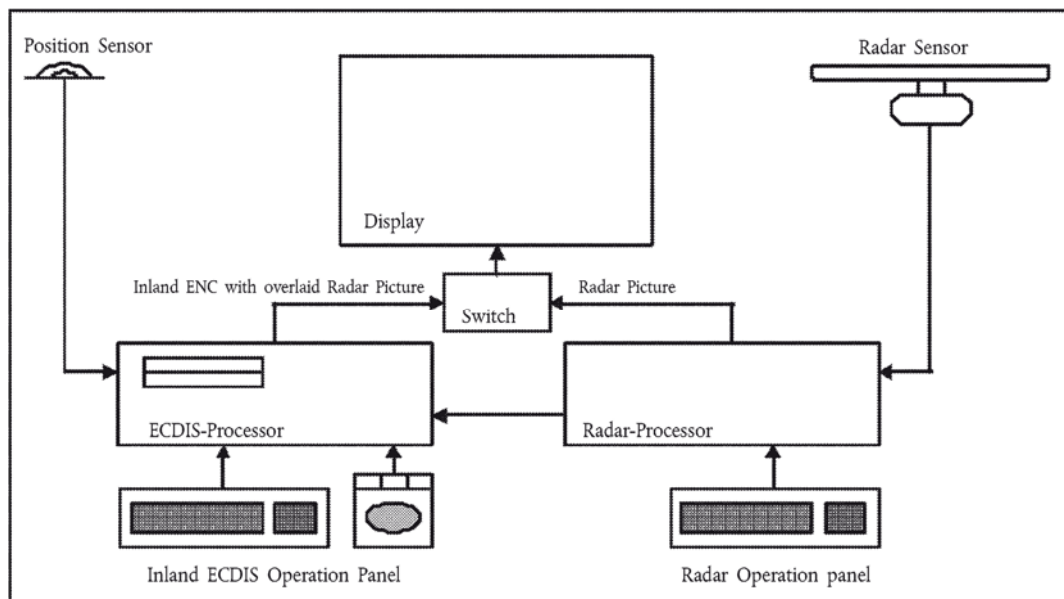 Position Sensor
Radar Sensor
Display
Inland ENC with overlaid Radar Picture
Radar Picture
Switch
ECDIS-Processor
Radar-Processor
Inland ECDIS Operation Panel
Radar Operation panel